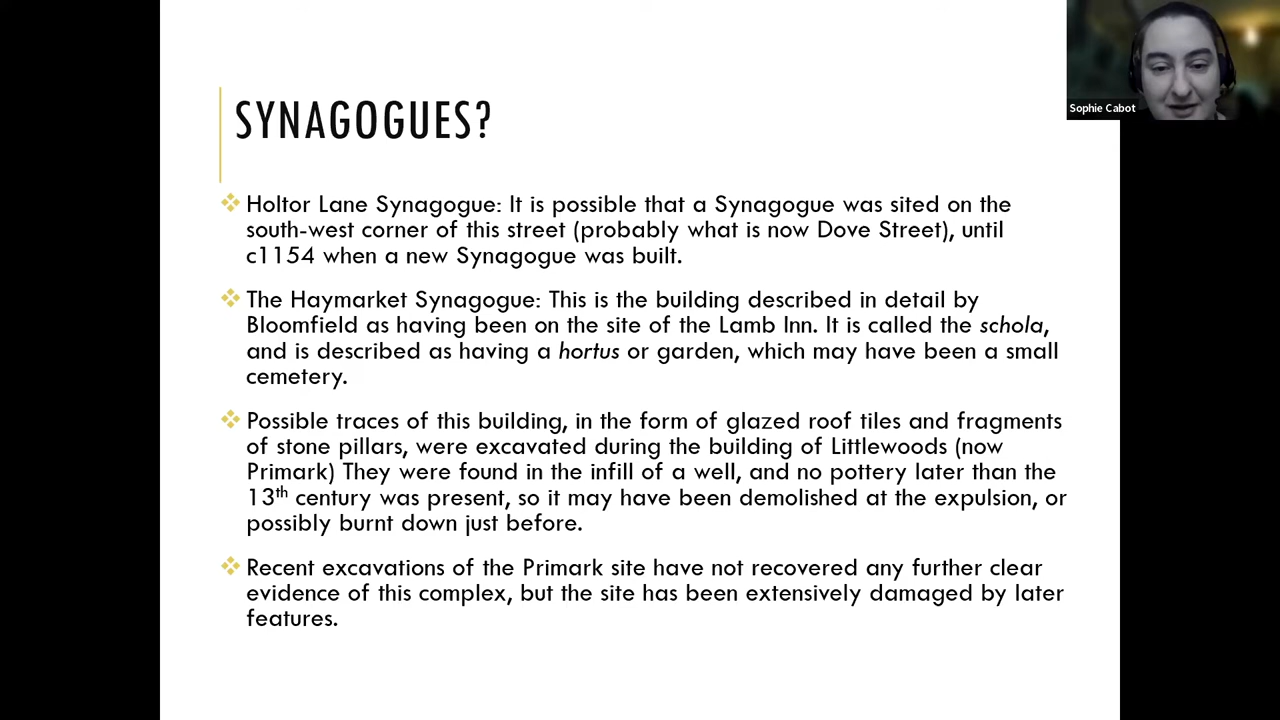 Sophie Cabot
SYNAGOGUES?
Holtor Lane Synagogue: It is possible that a Synagogue was sited on the
south-west corner of this street (probably what is now Dove Street), until
c1154 when a new Synagogue was built.
The Haymarket Synagogue: This is the building described in detail by
Bloomfield as having been on the site of the Lamb Inn. It is called the schola,
and is described as having a hortus or garden, which may have been a small
cemetery.
Possible traces of this building, in the form of glazed roof tiles and fragments
of stone pillars, were excavated during the building of Littlewoods (now
Primark) They were found in the infill of a well, and no pottery later than the
13th century was present, so it may have been demolished at the expulsion, or
possibly burnt down just before.
Recent excavations of the Primark site have not recovered any further clear
evidence of this complex, but the site has been extensively damaged by later
features.